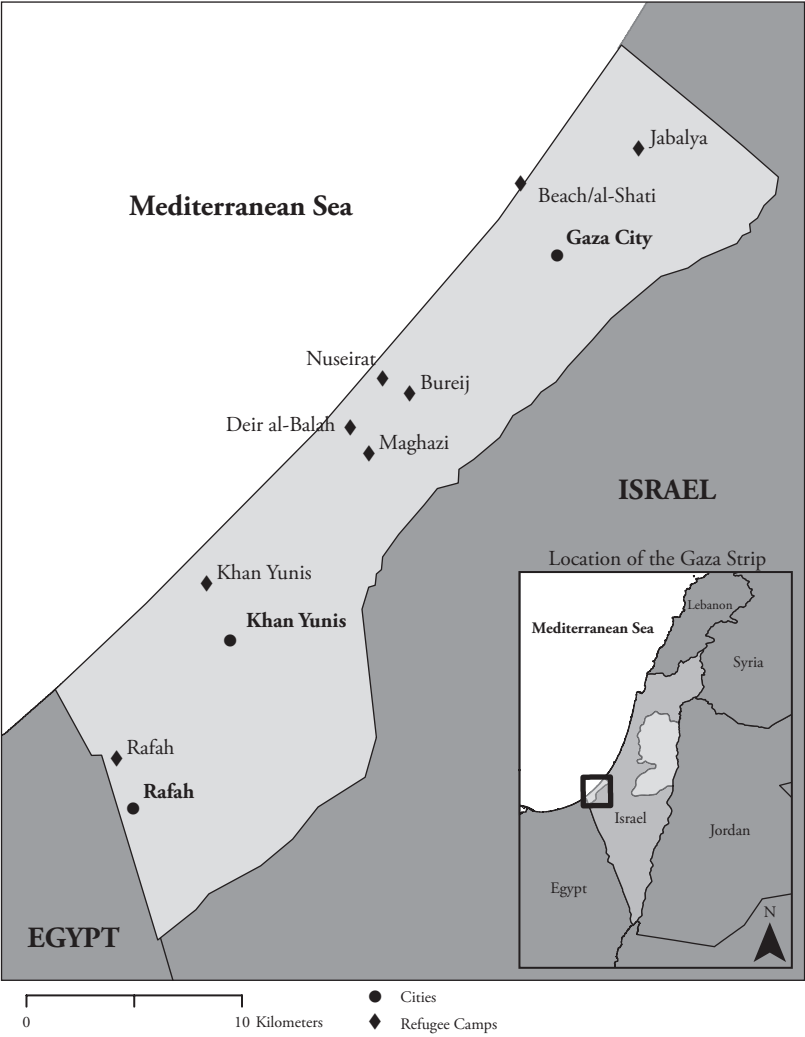 Jabalya
Beach/al-Shati
Mediterranean Sea
Gaza City
Nuseirat
Bureij
Deir al-Balah
Maghazi
ISRAEL
Location of the Gaza Strip
Khan Yunis
Khan Yunis
Rafah
Rafah
EGYPT
Lebanon
Mediterranean Sea
Syria
Israel
Jordan
Egypt
N
0 10 Kilometers
Cities
Refugee Camps